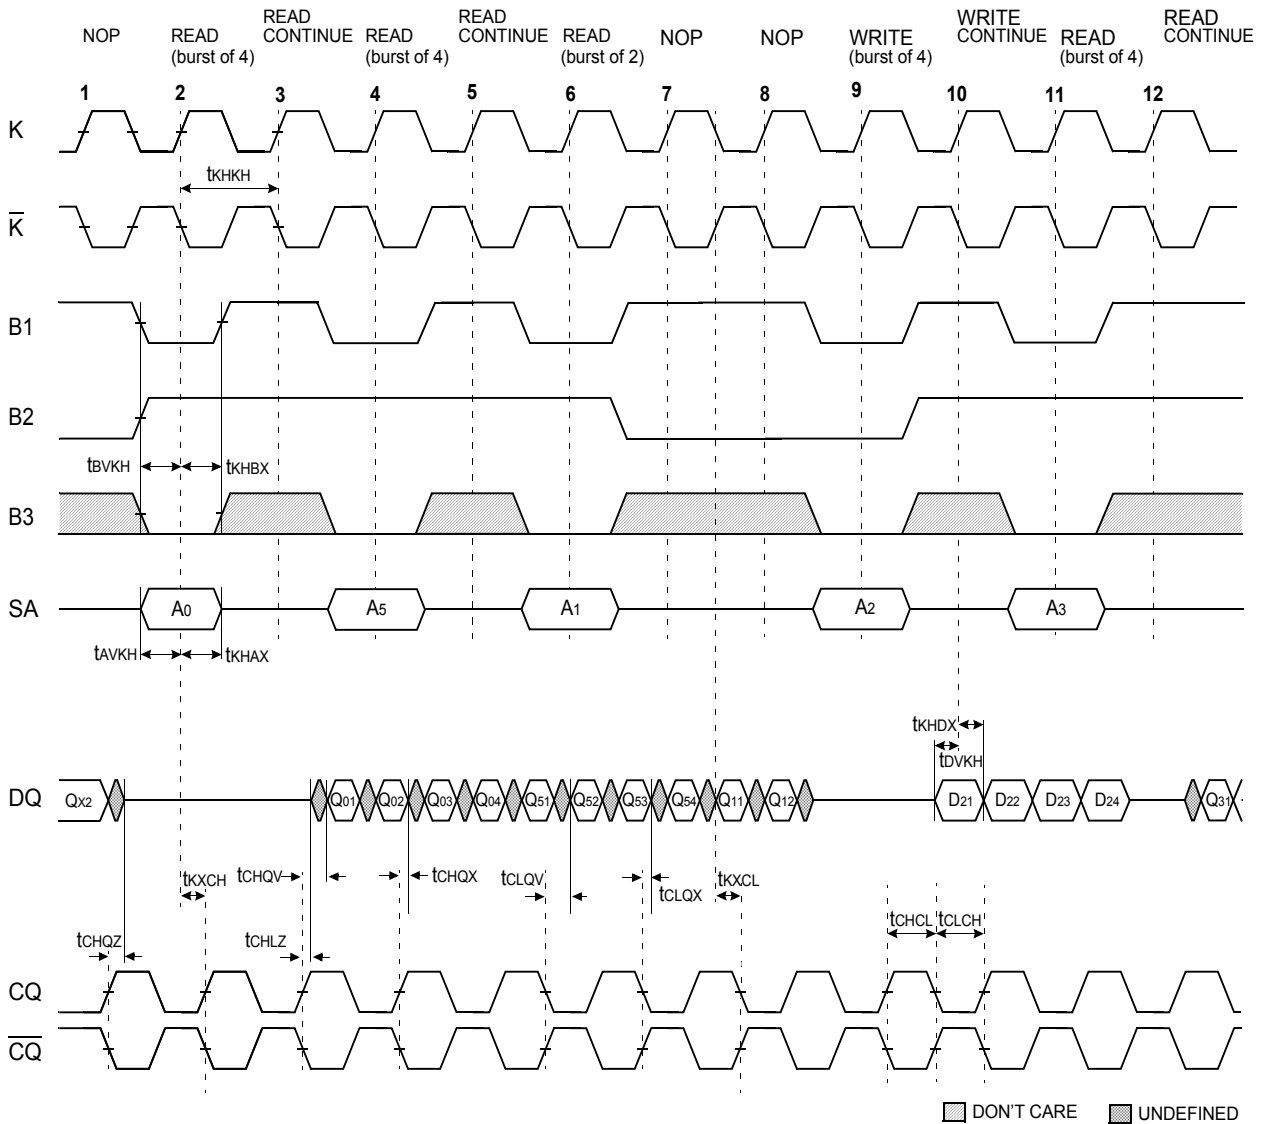 NOP
READ
(burst of 4)
READ
CONTINUE
READ
(burst of 4)
READ
CONTINUE
READ
(burst of 2)
NOP
NOP
WRITE
(burst of 4)
WRITE
CONTINUE
READ
(burst of 4)
READ
CONTINUE
1 2 3 4 5 6 7 8 9 10 11 12
K
tKHKH
K̅
B1
B2
tBVKH tKHBX
B3
SA A0 A5 A1 A2 A3
tAVKH tKHAX
tKHDX
tDVKH
DQ QX2 Q01 Q02 Q03 Q04 Q51 Q52 Q53 Q54 Q11 Q12 D21 D22 D23 D24 Q31
tKXCH tCHQV tCHQX tCLQV tCLQX tKXCL
tCHQZ tCHLZ tCHCL tCLCH
CQ
C̅Q̅
DON'T CARE UNDEFINED